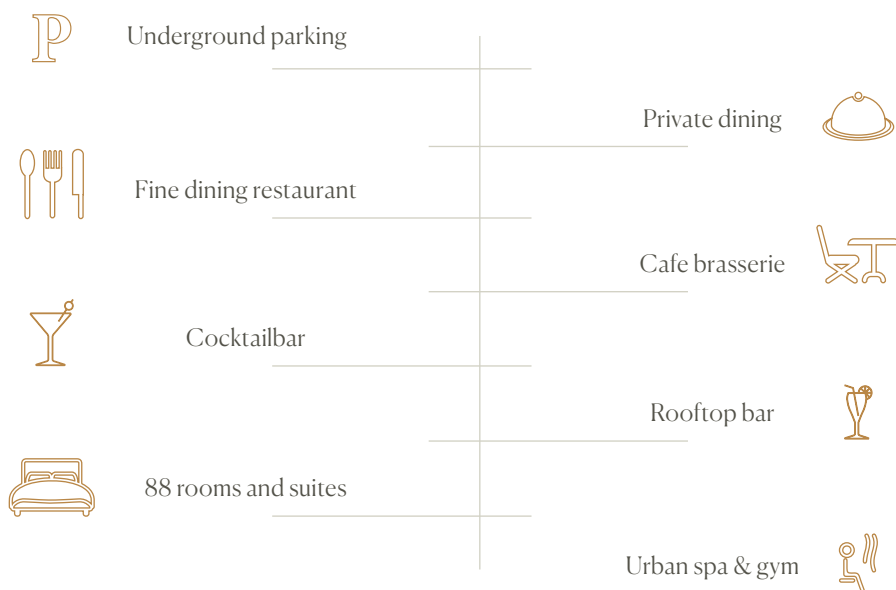 P
Underground parking
Private dining
Fine dining restaurant
Cafe brasserie
Cocktailbar
Rooftop bar
88 rooms and suites
Urban spa & gym